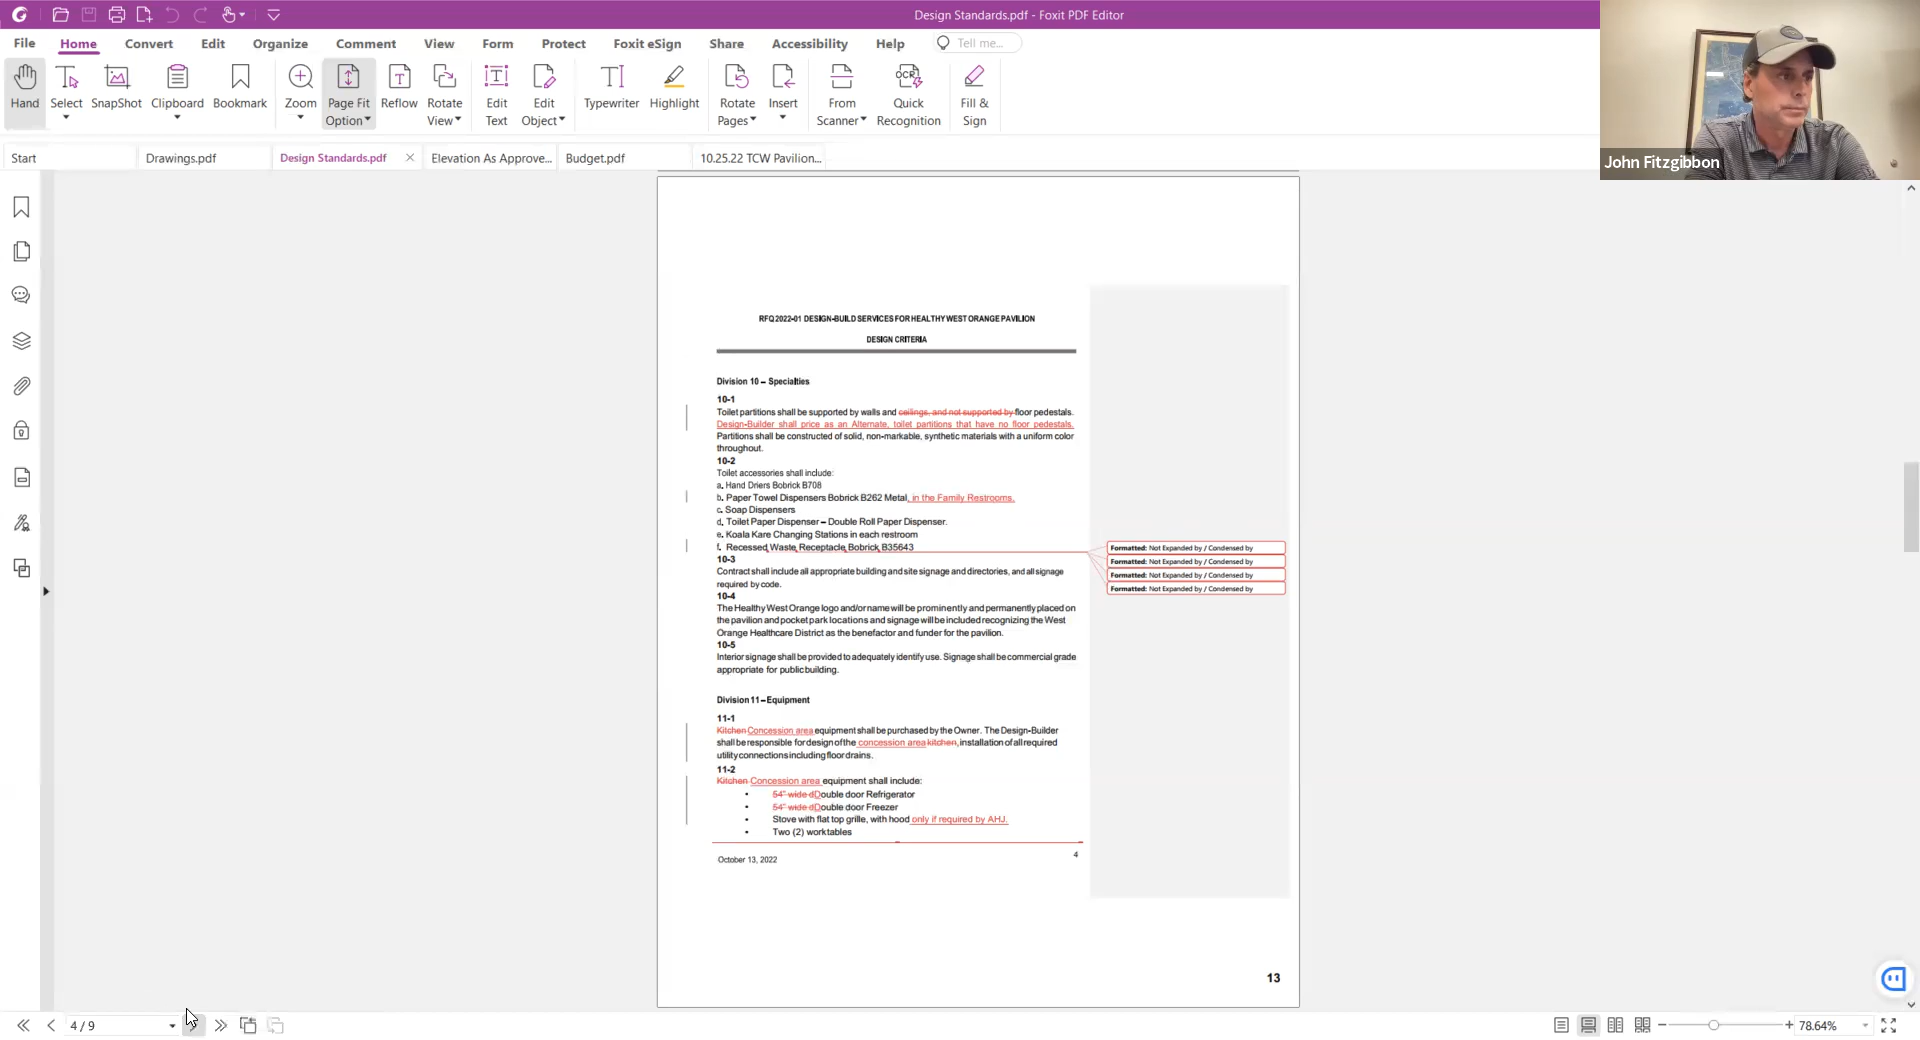 Design Standards.pdf - Foxit PDF Editor
File Home Convert Edit Organize Comment View Form Protect Foxit eSign Share Accessibility Help Tell me...
Hand Select SnapShot Clipboard Bookmark Zoom Page Fit Option Reflow Rotate View Edit Text Edit Object Typewriter Highlight Rotate Pages Insert From Scanner Quick Recognition Fill & Sign
OCR
John Fitzgibbon
Start Drawings.pdf Design Standards.pdf Elevation As Approve... Budget.pdf 10.25.22 TCW Pavilion...
RFQ 2022-01 DESIGN-BUILD SERVICES FOR HEALTHY WEST ORANGE PAVILION
DESIGN CRITERIA
Division 10 – Specialties
10-1
Toilet partitions shall be supported by walls and ceilings, and not supported by floor pedestals.
Design-Builder shall price as an Alternate, toilet partitions that have no floor pedestals.
Partitions shall be constructed of solid, non-markable, synthetic materials with a uniform color
throughout.
10-2
Toilet accessories shall include:
a. Hand Driers Bobrick B708
b. Paper Towel Dispensers Bobrick B262 Metal, in the Family Restrooms.
c. Soap Dispensers
d. Toilet Paper Dispenser – Double Roll Paper Dispenser.
e. Koala Kare Changing Stations in each restroom
f. Recessed Waste Receptacle Bobrick B35643
10-3
Contract shall include all appropriate building and site signage and directories, and all signage
required by code.
10-4
The Healthy West Orange logo and/or name will be prominently and permanently placed on
the pavilion and pocket park locations and signage will be included recognizing the West
Orange Healthcare District as the benefactor and funder for the pavilion.
10-5
Interior signage shall be provided to adequately identify use. Signage shall be commercial grade
appropriate for public building.
Division 11 – Equipment
11-1
Kitchen Concession area equipment shall be purchased by the Owner. The Design-Builder
shall be responsible for design of the concession area kitchen, installation of all required
utility connections including floor drains.
11-2
Kitchen Concession area equipment shall include:
• 54" wide dDouble door Refrigerator
• 54" wide dDouble door Freezer
• Stove with flat top grille, with hood only if required by AHJ.
• Two (2) worktables
October 13, 2022 4
Formatted: Not Expanded by / Condensed by
Formatted: Not Expanded by / Condensed by
Formatted: Not Expanded by / Condensed by
Formatted: Not Expanded by / Condensed by
13
4 / 9 78.64%